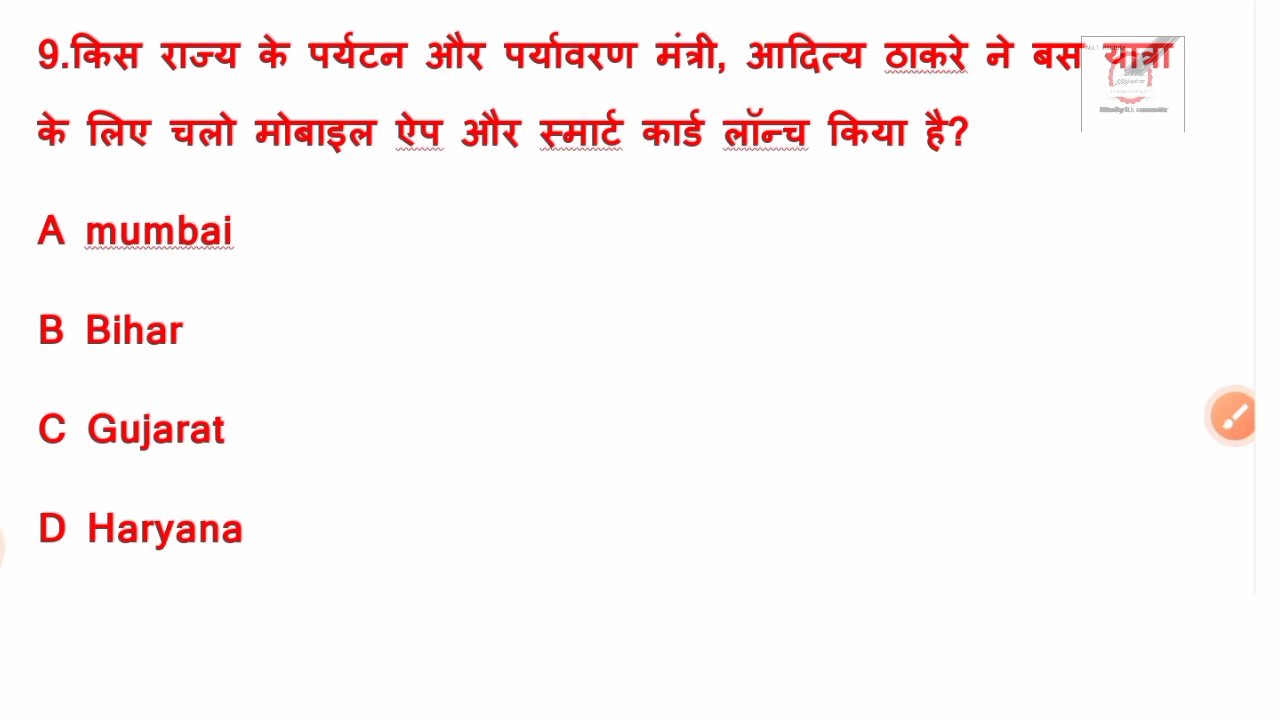 9.किस राज्य के पर्यटन और पर्यावरण मंत्री, आदित्य ठाकरे ने बस यात्रा
के लिए चलो मोबाइल ऐप और स्मार्ट कार्ड लॉन्च किया है?
A mumbai
B Bihar
C Gujarat
D Haryana